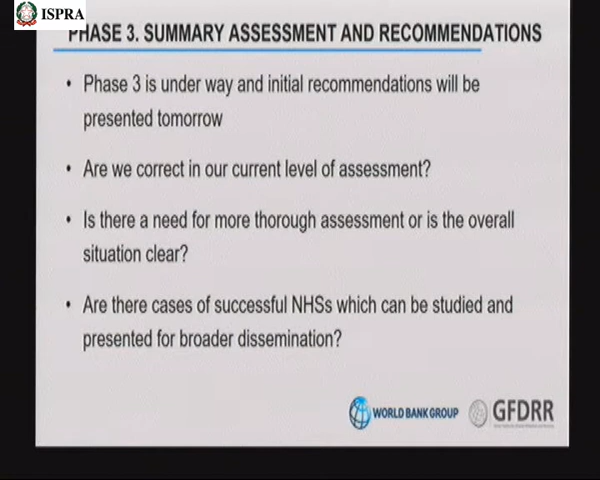 ISPRA
PHASE 3. SUMMARY ASSESSMENT AND RECOMMENDATIONS
• Phase 3 is under way and initial recommendations will be
presented tomorrow
• Are we correct in our current level of assessment?
• Is there a need for more thorough assessment or is the overall
situation clear?
• Are there cases of successful NHSs which can be studied and
presented for broader dissemination?
WORLD BANK GROUP
GFDRR